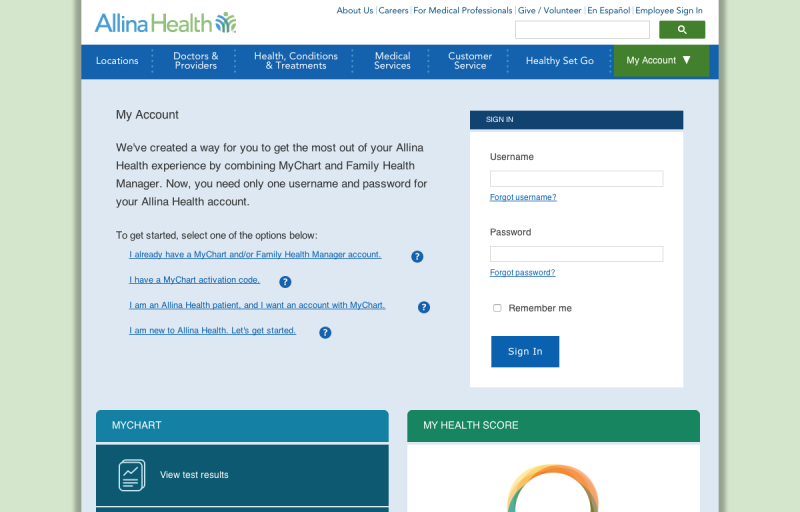 About Us | Careers | For Medical Professionals | Give / Volunteer | En Español | Employee Sign In
Allina Health
Locations
Doctors & Providers
Health, Conditions & Treatments
Medical Services
Customer Service
Healthy Set Go
My Account ▼
My Account
We've created a way for you to get the most out of your Allina
Health experience by combining MyChart and Family Health
Manager. Now, you need only one username and password for
your Allina Health account.
To get started, select one of the options below:
I already have a MyChart and/or Family Health Manager account. ?
I have a MyChart activation code. ?
I am an Allina Health patient, and I want an account with MyChart. ?
I am new to Allina Health. Let's get started. ?
SIGN IN
Username
Forgot username?
Password
Forgot password?
Remember me
Sign In
MYCHART
View test results
MY HEALTH SCORE